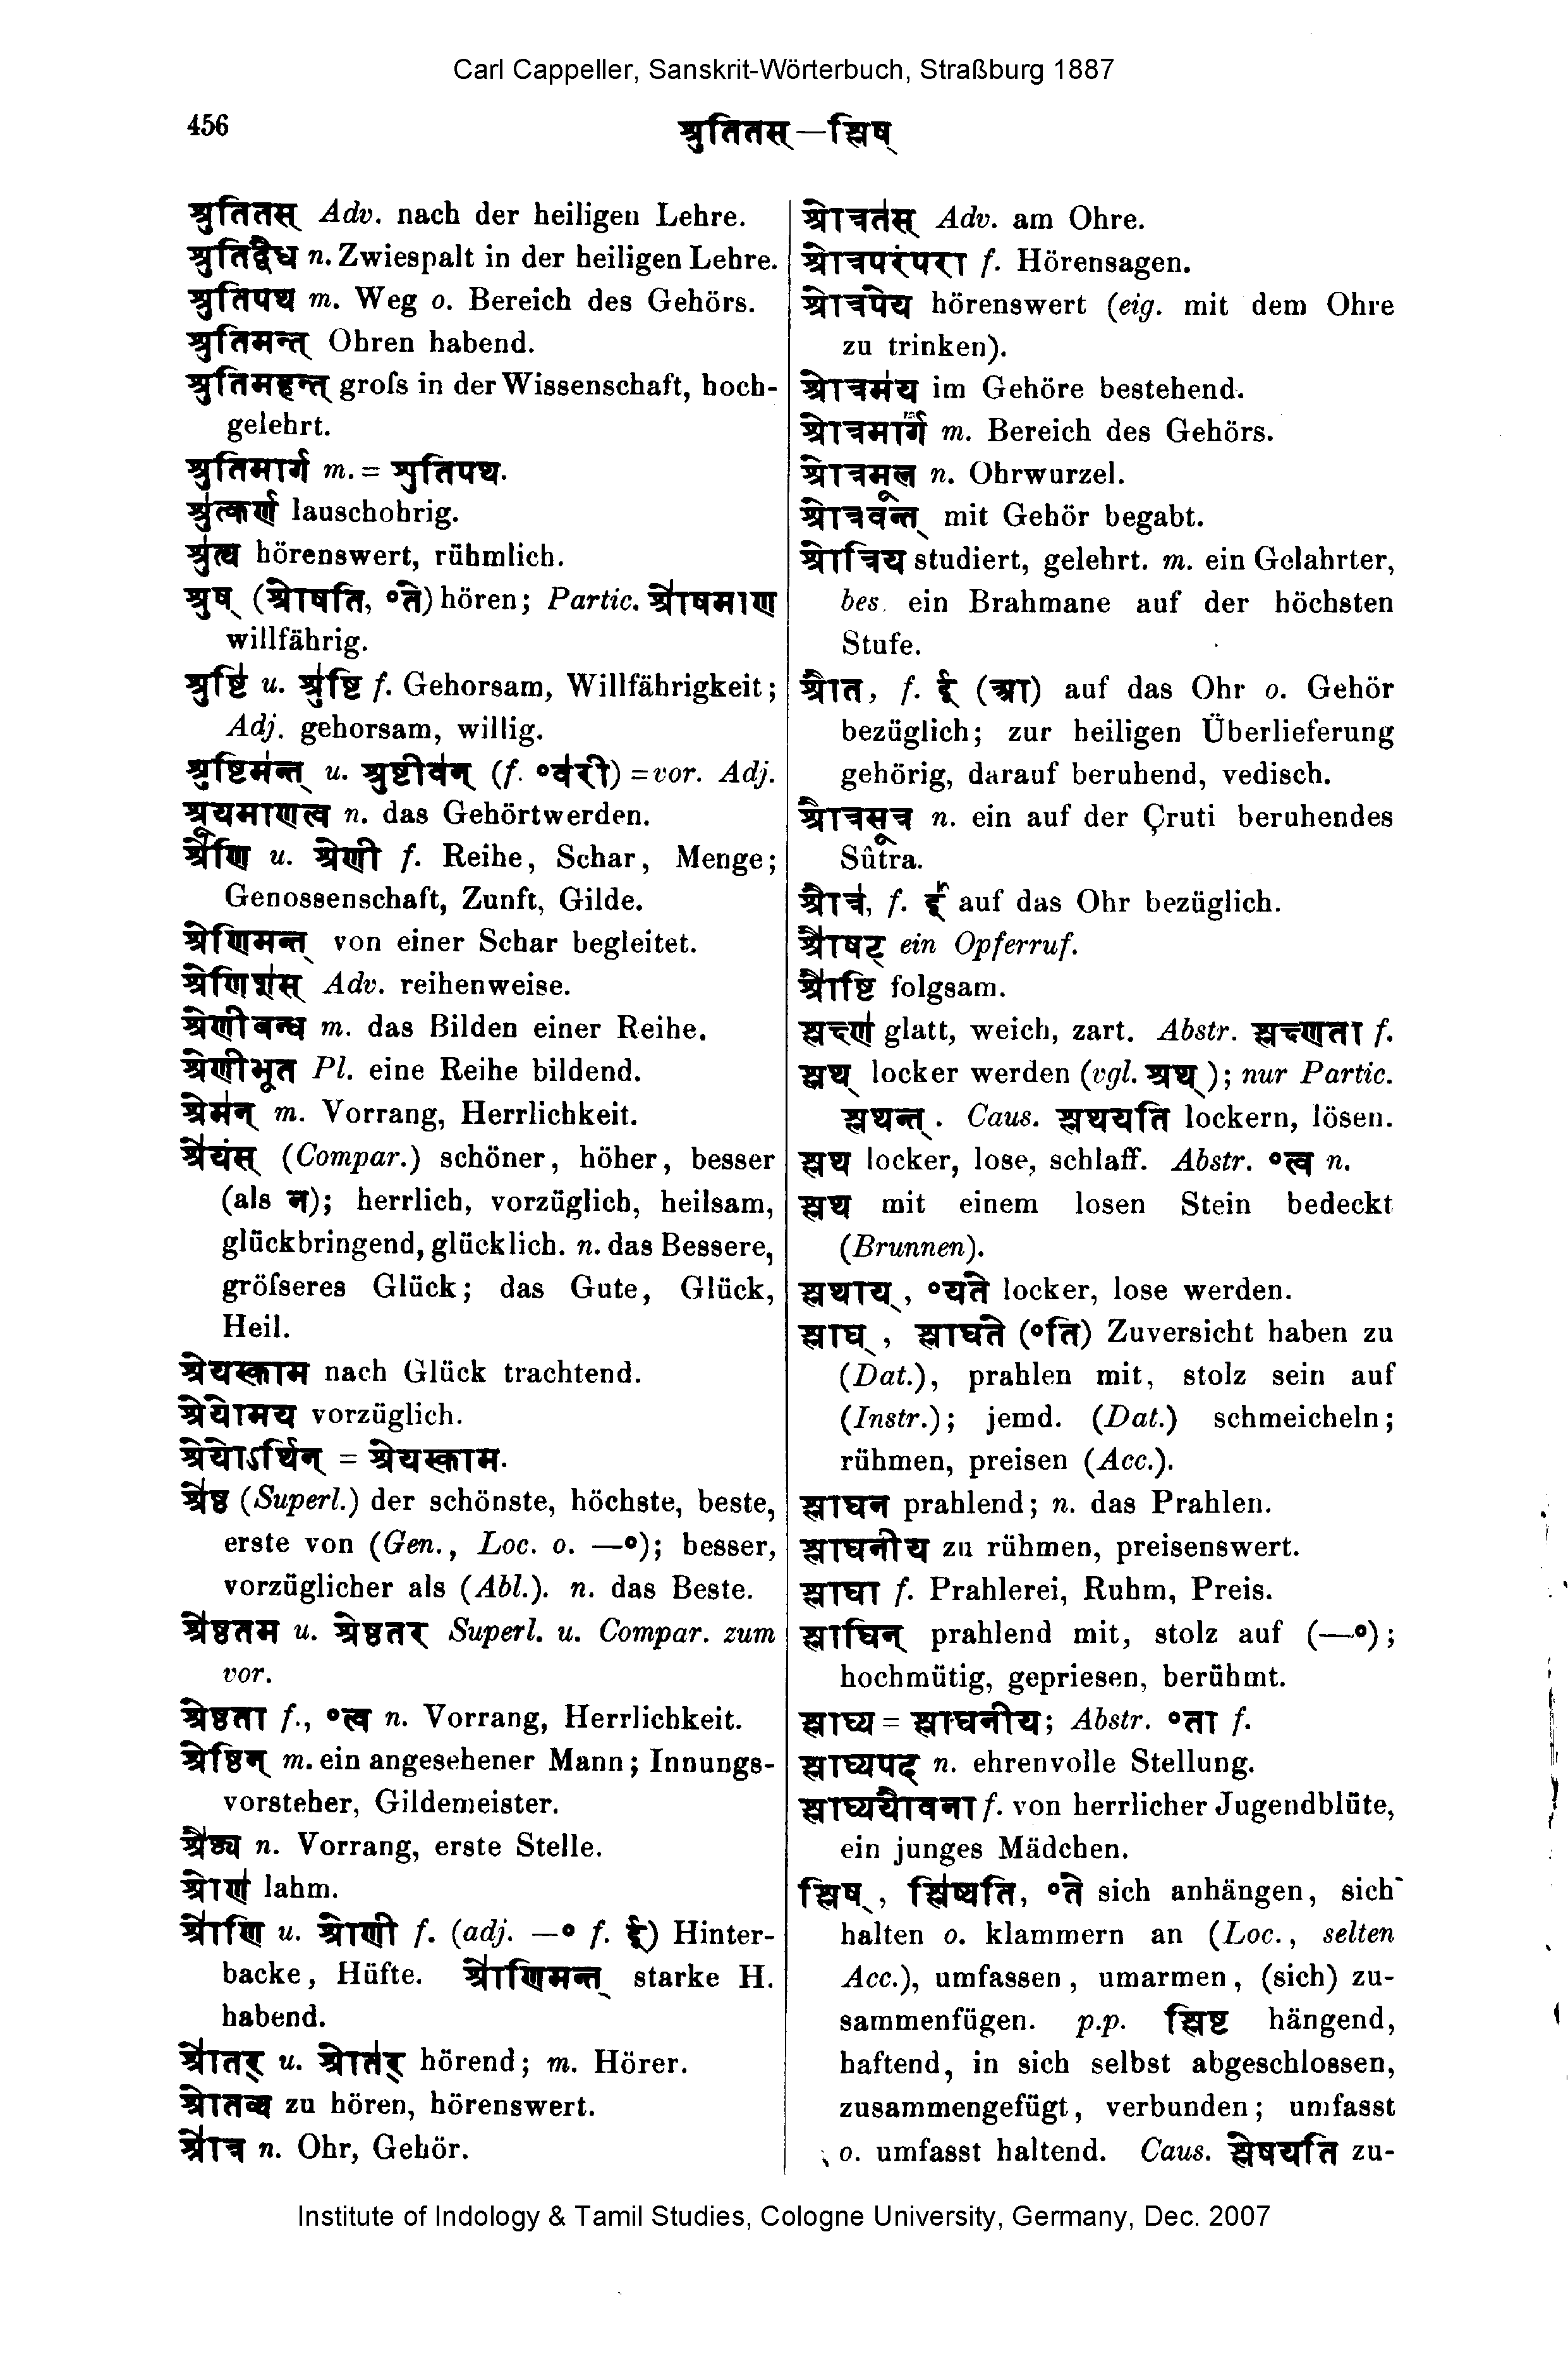 Carl Cappeller, Sanskrit-Wörterbuch, Straßburg 1887
456
श्रुतितस् — श्लिष्
श्रुतितस् Adv. nach der heiligen Lehre.
श्रुतिद्वैध n. Zwiespalt in der heiligen Lehre.
श्रुतिपथ m. Weg o. Bereich des Gehörs.
श्रुतिमन्त् Ohren habend.
श्रुतिमहन्त् groſs in der Wissenschaft, hoch-
gelehrt.
श्रुतिमार्ग m. = श्रुतिपथ.
श्रु॑त्कर्ण lauschohrig.
श्रु॑त्य hörenswert, rühmlich.
श्रुष् (श्रोषति, °ते) hören; Partic. श्रो॑षमाण
willfährig.
श्रुष्टि॑ u. श्रु॑ष्टि f. Gehorsam, Willfährigkeit;
Adj. gehorsam, willig.
श्रुष्टिम॑न्त् u. श्रुष्टीव॑न् (f. °व॑री) = vor. Adj.
श्रूयमाणत्व n. das Gehörtwerden.
श्रे॑णि u. श्रेणी f. Reihe, Schar, Menge;
Genossenschaft, Zunft, Gilde.
श्रेणिमन्त् von einer Schar begleitet.
श्रेणिश॑स् Adv. reihenweise.
श्रेणीबन्ध m. das Bilden einer Reihe.
श्रेणीभूत Pl. eine Reihe bildend.
श्रेम॑न् m. Vorrang, Herrlichkeit.
श्रे॑यंस् (Compar.) schöner, höher, besser
(als न); herrlich, vorzüglich, heilsam,
glückbringend, glücklich. n. das Bessere,
gröſseres Glück; das Gute, Glück,
Heil.
श्रेयस्काम nach Glück trachtend.
श्रेयोमय vorzüglich.
श्रेयोऽर्थिन् = श्रेयस्काम.
श्रे॑ष्ठ (Superl.) der schönste, höchste, beste,
erste von (Gen., Loc. o. —°); besser,
vorzüglicher als (Abl.). n. das Beste.
श्रे॑ष्ठतम u. श्रेष्ठतर Superl. u. Compar. zum
vor.
श्रेष्ठता f., °त्व n. Vorrang, Herrlichkeit.
श्रेष्ठिन् m. ein angesehener Mann; Innungs-
vorsteher, Gildemeister.
श्रै॑ष्ठ्य n. Vorrang, erste Stelle.
श्रोण॑ lahm.
श्रो॑णि u. श्रोणी f. (adj. —° f. ई) Hinter-
backe, Hüfte. श्रो॑णिमन्त् starke H.
habend.
श्रो॑तर् u. श्रोत॑र् hörend; m. Hörer.
श्रोतव्य zu hören, hörenswert.
श्रो॑त्र n. Ohr, Gehör.
श्रोत्रत॑स् Adv. am Ohre.
श्रोत्रपरंपरा f. Hörensagen.
श्रोत्रपेय hörenswert (eig. mit dem Ohre
zu trinken).
श्रोत्रम॑य im Gehöre bestehend.
श्रोत्रमार्ग m. Bereich des Gehörs.
श्रोत्रमूल n. Ohrwurzel.
श्रो॑त्रवन्त् mit Gehör begabt.
श्रो॑त्रिय studiert, gelehrt. m. ein Gelahrter,
bes. ein Brahmane auf der höchsten
Stufe.
श्रौत, f. ई (आ) auf das Ohr o. Gehör
bezüglich; zur heiligen Überlieferung
gehörig, darauf beruhend, vedisch.
श्रौत्रसूत्र n. ein auf der Çruti beruhendes
Sûtra.
श्रौत्र॑, f. ई॑ auf das Ohr bezüglich.
श्रौ॑षट् ein Opferruf.
श्रौ॑ष्टि folgsam.
श्लक्ष्ण॑ glatt, weich, zart. Abstr. श्लक्ष्णता f.
श्लथ् locker werden (vgl. श्रथ्); nur Partic.
श्लथन्त्. Caus. श्लथयति lockern, lösen.
श्लथ locker, lose, schlaff. Abstr. °त्व n.
श्लथ mit einem losen Stein bedeckt
(Brunnen).
श्लथाय्, °यते locker, lose werden.
श्लाघ्, श्लाघते (°ति) Zuversicht haben zu
(Dat.), prahlen mit, stolz sein auf
(Instr.); jemd. (Dat.) schmeicheln;
rühmen, preisen (Acc.).
श्लाघन prahlend; n. das Prahlen.
श्लाघनीय zu rühmen, preisenswert.
श्लाघा f. Prahlerei, Ruhm, Preis.
श्लाघिन् prahlend mit, stolz auf (—°);
hochmütig, gepriesen, berühmt.
श्लाघ्य = श्लाघनीय; Abstr. °ता f.
श्लाघ्यपद n. ehrenvolle Stellung.
श्लाघ्ययौवना f. von herrlicher Jugendblüte,
ein junges Mädchen.
श्लिष्, श्लि॑ष्यति, °ते sich anhängen, sich
halten o. klammern an (Loc., selten
Acc.), umfassen, umarmen, (sich) zu-
sammenfügen. p.p. श्लिष्ट hängend,
haftend, in sich selbst abgeschlossen,
zusammengefügt, verbunden; umfasst
o. umfasst haltend. Caus. श्लेषयति zu-
Institute of Indology & Tamil Studies, Cologne University, Germany, Dec. 2007